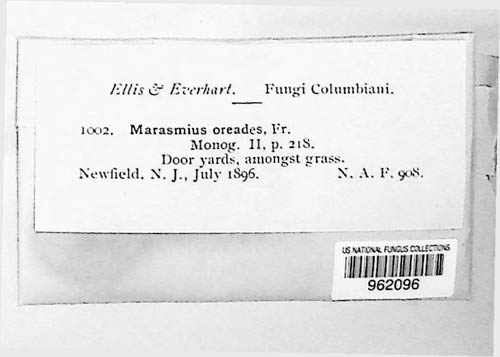 Ellis & Everhart. Fungi Columbiani.
1002. Marasmius oreades, Fr.
Monog. II, p. 218.
Door yards, amongst grass.
Newfield, N. J., July 1896. N. A. F. 908.
US NATIONAL FUNGUS COLLECTIONS
962096